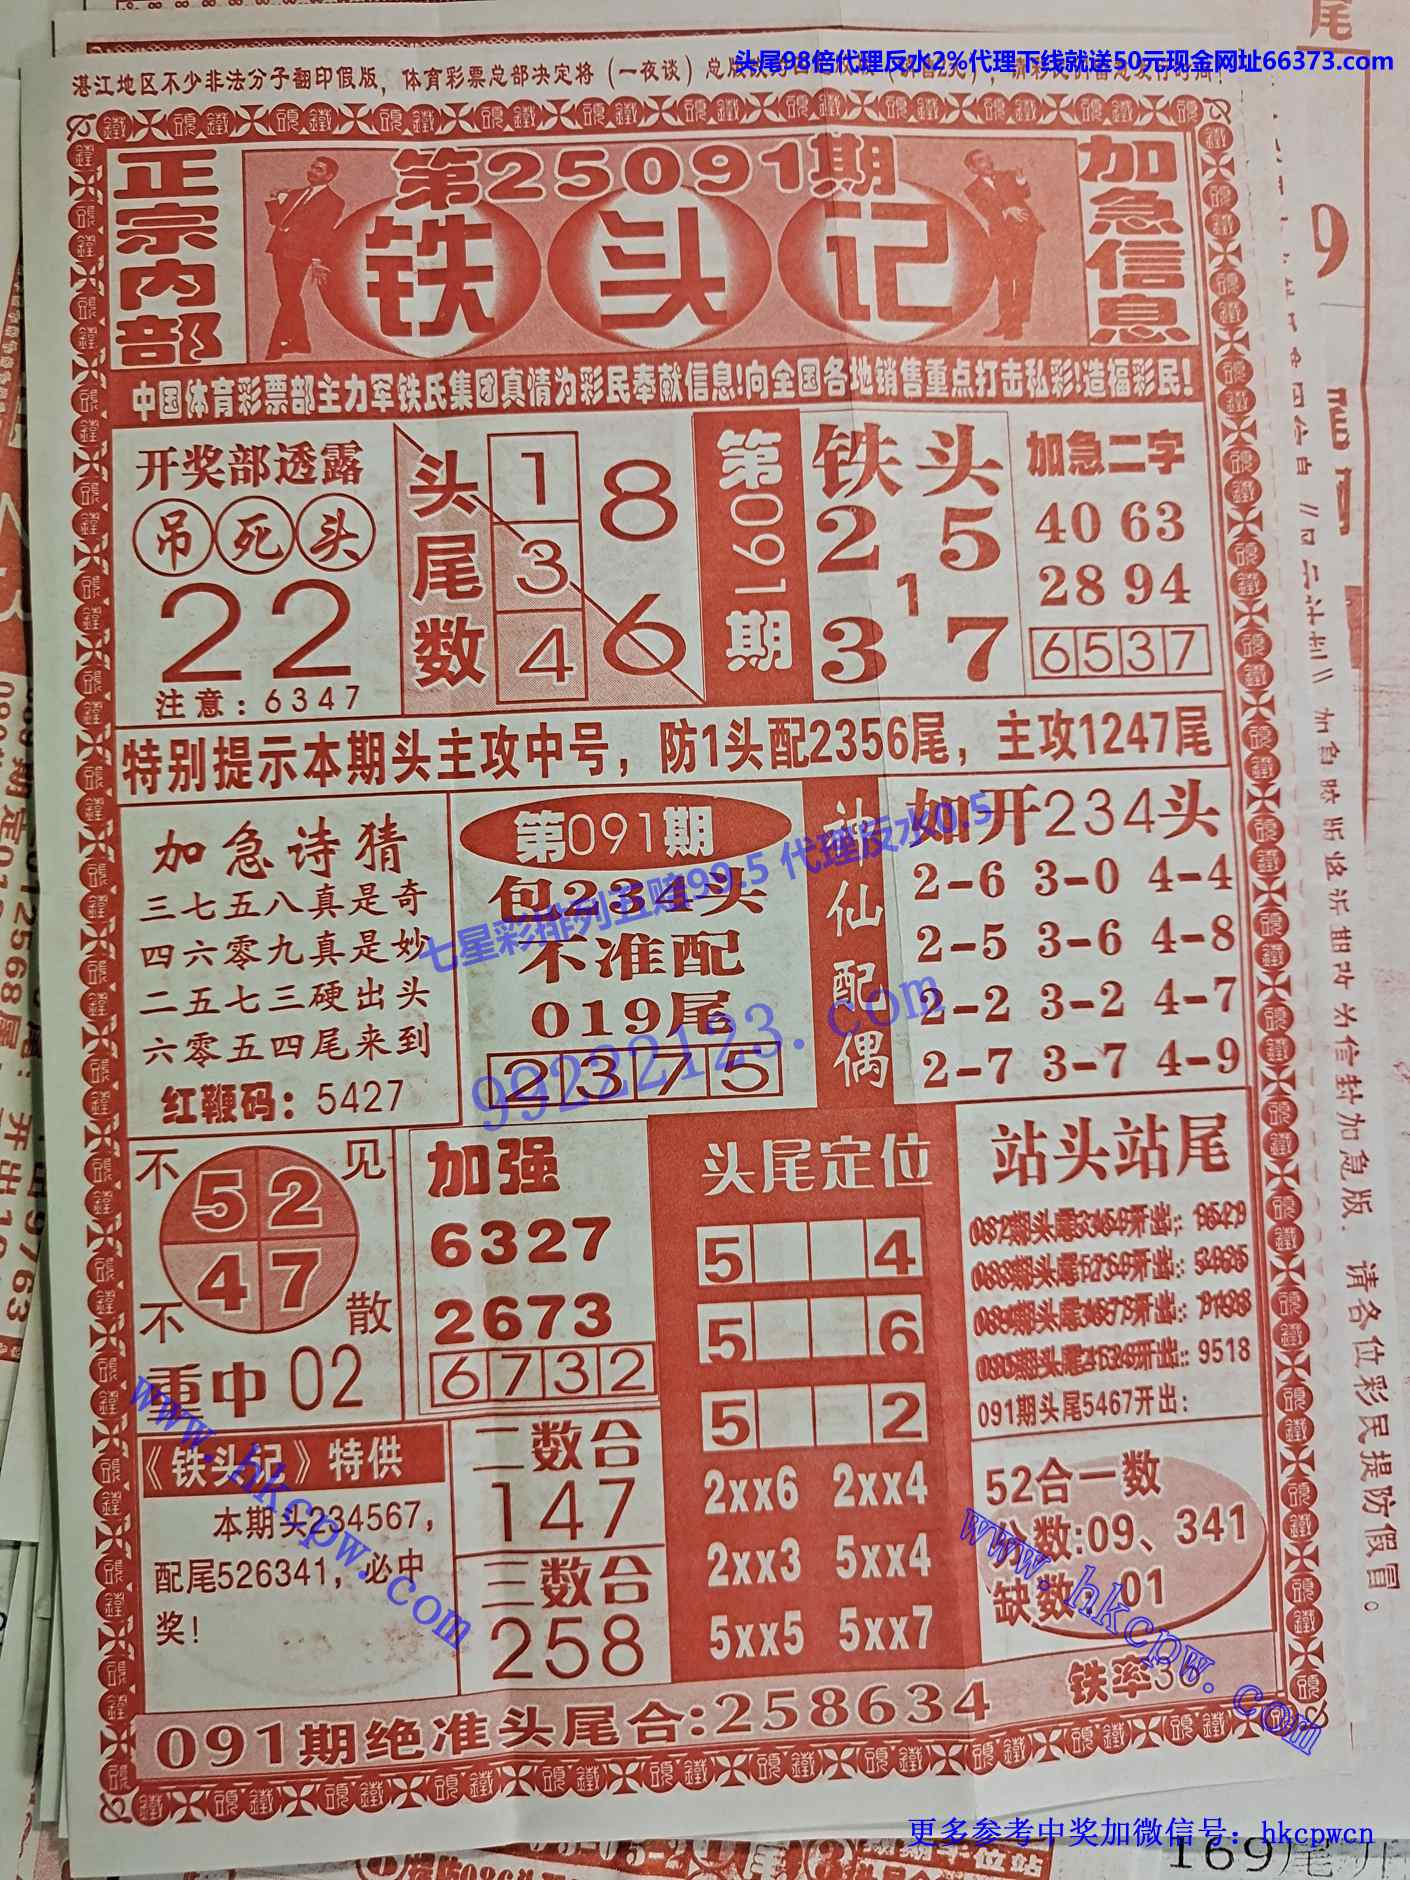 头尾98倍代理反水2%代理下线就送50元现金网址66373.com
湛江地区不少非法分子翻印假版，体育彩票总部决定将（一夜谈）
正宗内部
第25091期
铁头记
加急信息
中国体育彩票部主力军铁氏集团真情为彩民奉献信息!向全国各地销售重点打击私彩!造福彩民!
开奖部透露
吊死头
22
注意：6347
头尾数
1
3
4
8
6
第091期
铁头
2 5
1
3 7
加急二字
40 63
28 94
6537
特别提示本期头主攻中号，防1头配2356尾，主攻1247尾
加急诗猜
三七五八真是奇
四六零九真是妙
二五七三硬出头
六零五四尾来到
红鞭码：5427
第091期
包234头
不准配
019尾
2375
七星彩排列五赔99.5 代理反水0.5
99222123.com
神仙配偶
如开234头
2-6 3-0 4-4
2-5 3-6 4-8
2-2 3-2 4-7
2-7 3-7 4-9
不见不散
52
47
重中02
加强
6327
2673
6732
头尾定位
5 4
5 6
5 2
2xx6 2xx4
2xx3 5xx4
5xx5 5xx7
站头站尾
9518
091期头尾5467开出:
《铁头记》特供
本期头234567，
配尾526341，必中
奖！
二数合
147
三数合
258
52合一数
分数:09、341
缺数：01
铁率36
091期绝准头尾合:258634
www.hkcpw.com
www.hkcpw.com
请各位彩民提防假冒。
更多参考中奖加微信号：hkcpwcn
169尾开